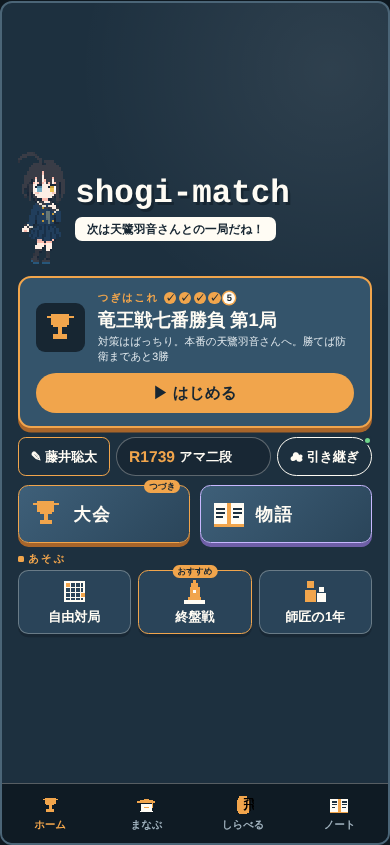 shogi-match
次は天鷺羽音さんとの一局だね！
つぎはこれ ✓ ✓ ✓ ✓ 5
竜王戦七番勝負 第1局
対策はばっちり。本番の天鷺羽音さんへ。勝てば防
衛まであと3勝
▶ はじめる
✎ 藤井聡太
R1739 アマ二段
☁ 引き継ぎ
つづき
大会
物語
あそぶ
おすすめ
自由対局
終盤戦
師匠の1年
ホーム
まなぶ
しらべる
ノート